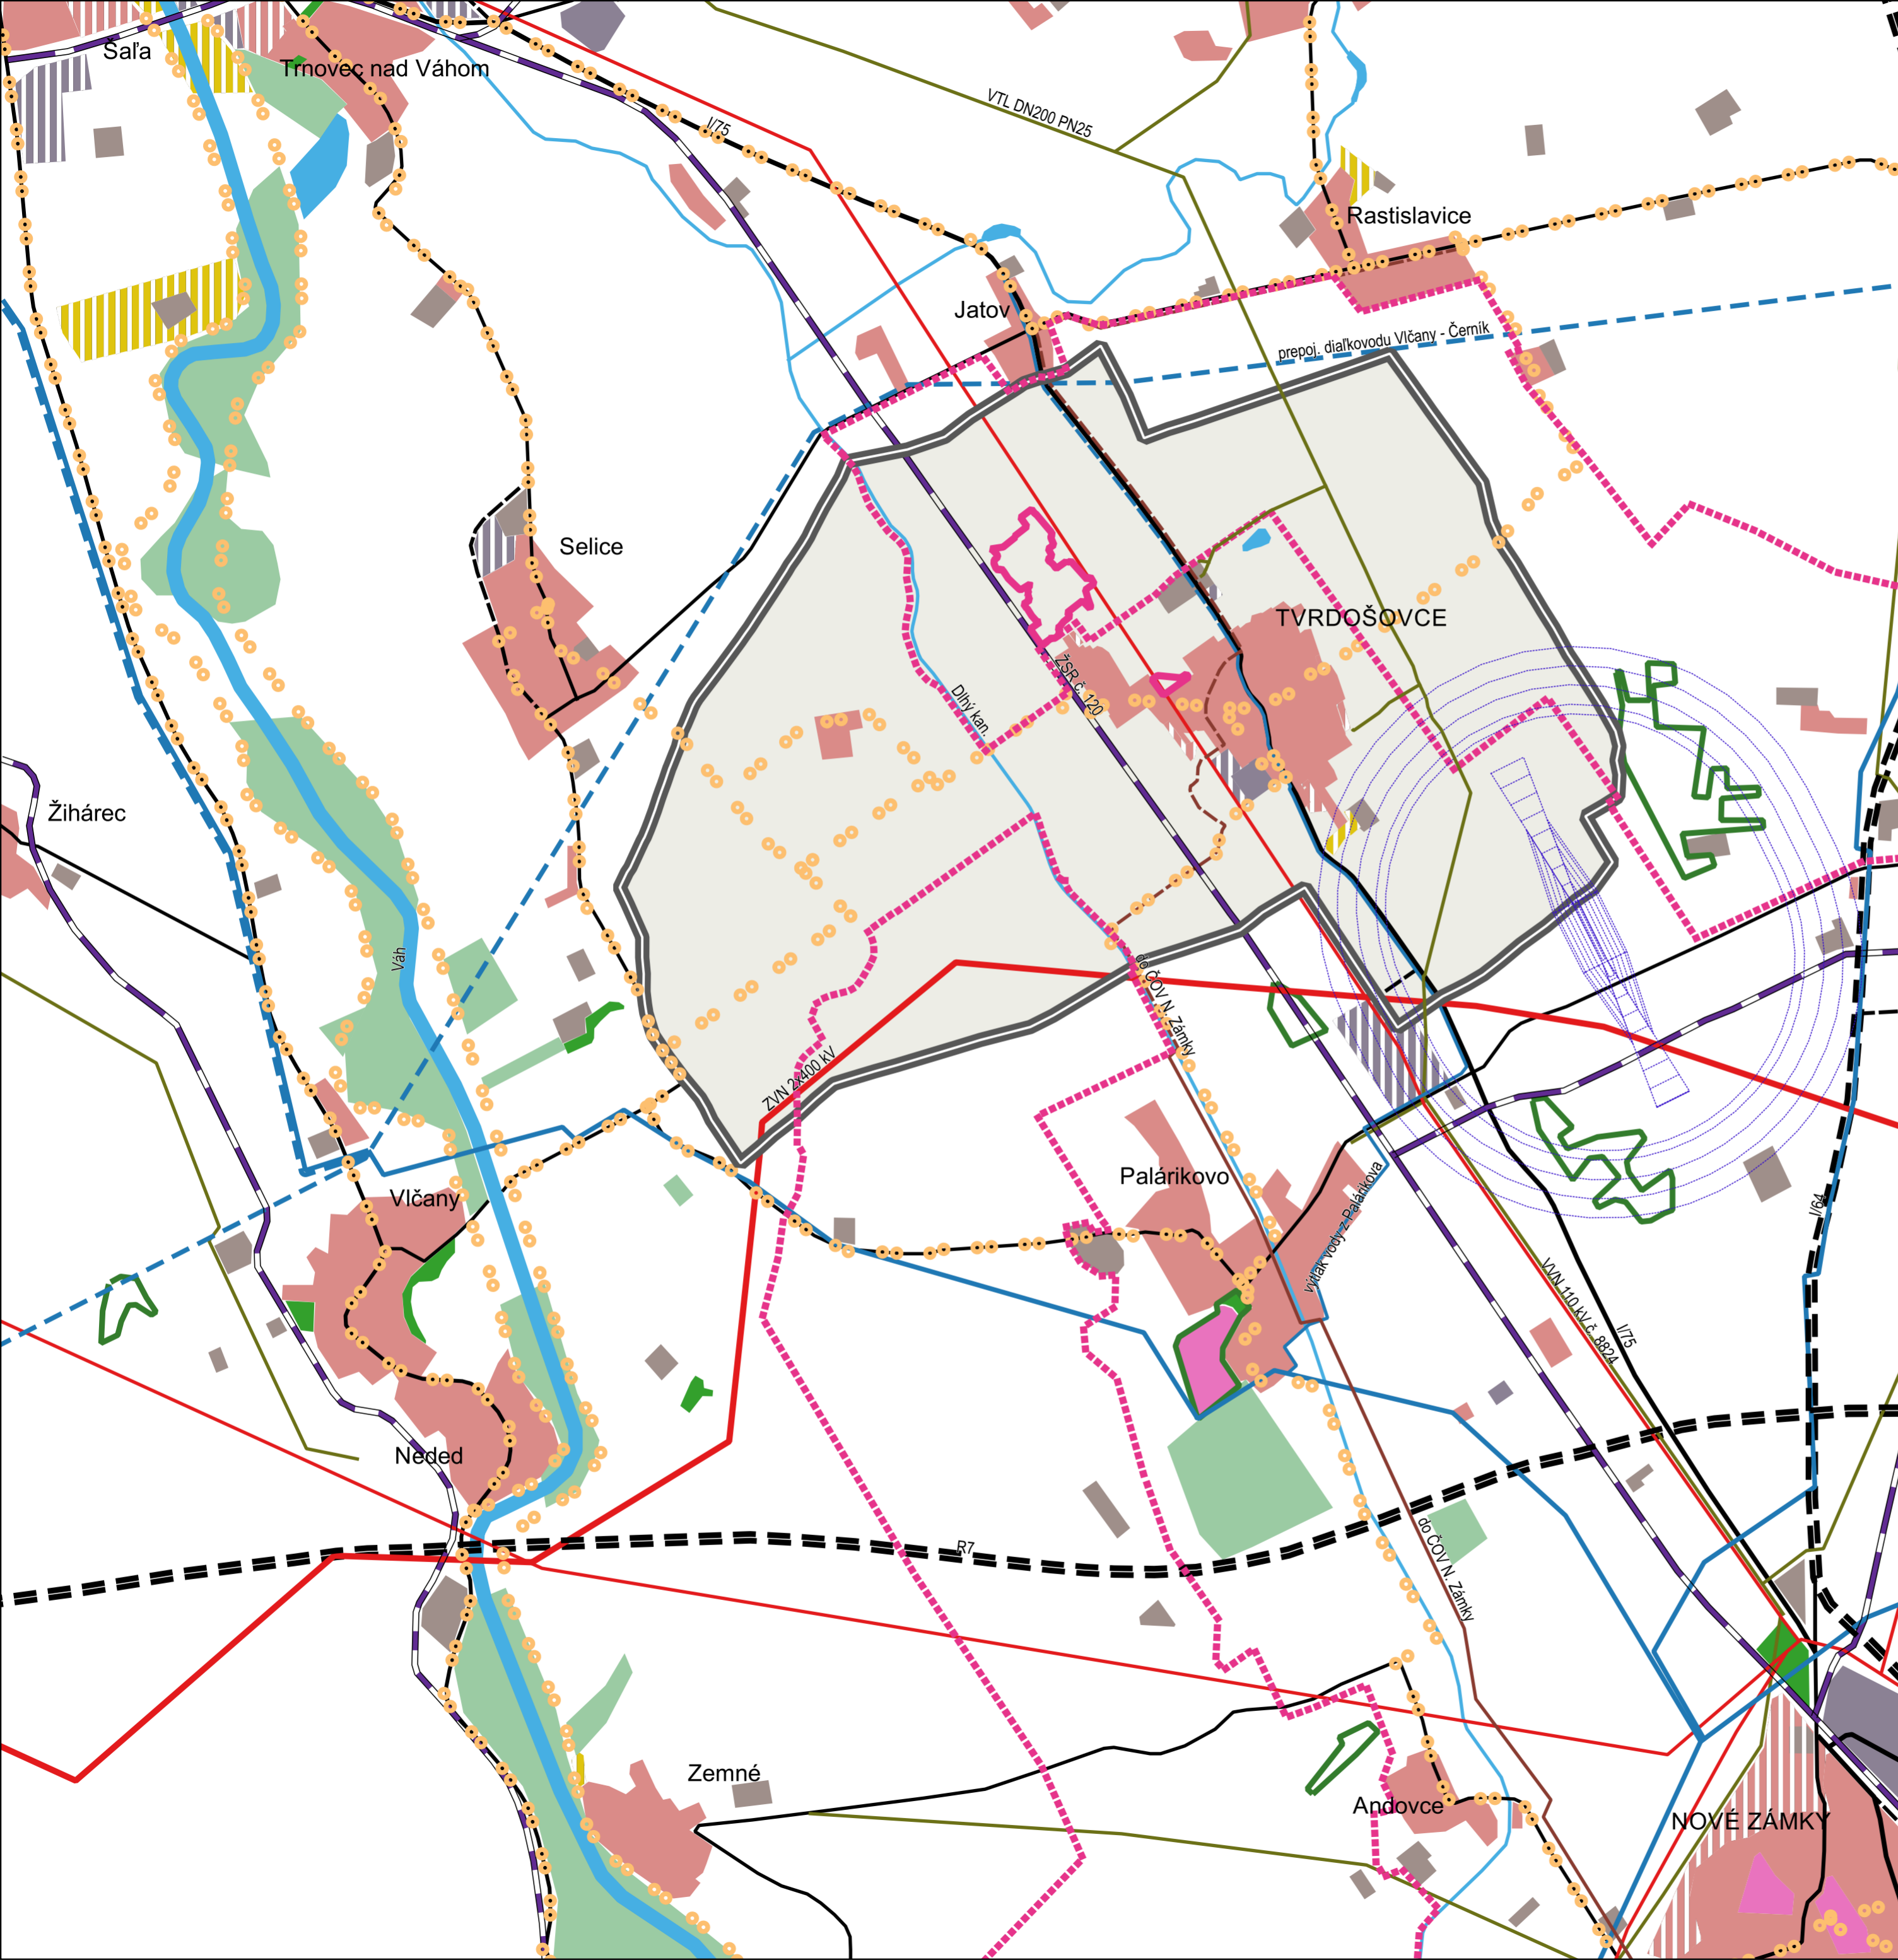 Šaľa
Trnovec nad Váhom
I/75
VTL DN200 PN25
Rastislavice
Jatov
prepoj. diaľkovodu Vlčany - Černík
Selice
TVRDOŠOVCE
ŽSR č. 120
Dlhý kan.
Žihárec
Váh
do ČOV N. Zámky
ZVN 2x400 kV
Palárikovo
Vlčany
výtlak vody z Palárikova
I/64
VVN 110 kV č. 8824
I/75
Neded
R7
do ČOV N. Zámky
Zemné
Andovce
NOVÉ ZÁMKY